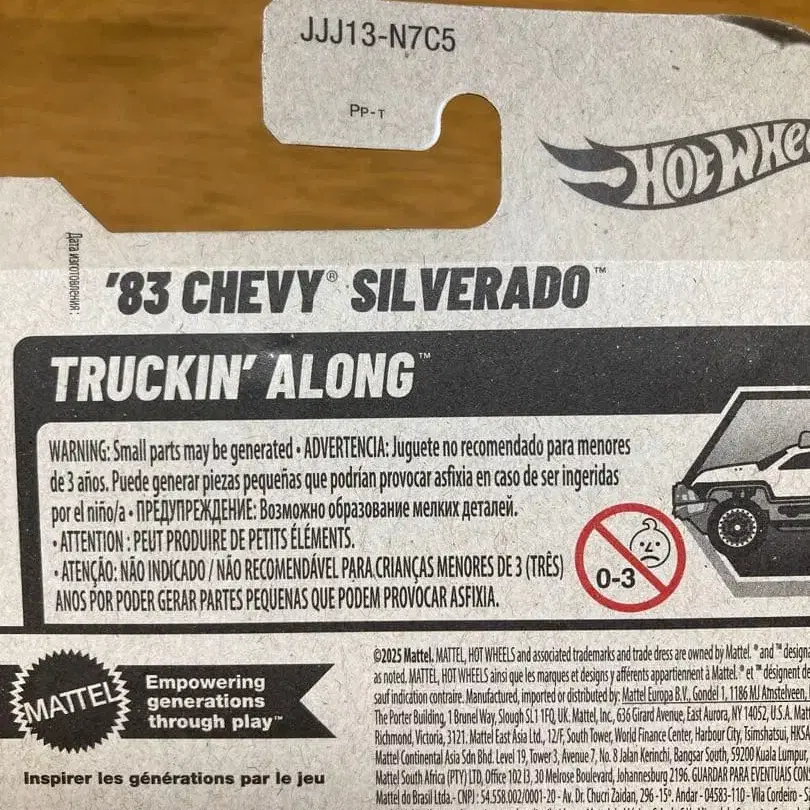 JJJ13-N7C5
PP-T
HOT WHE
Дата изготовления:
'83 CHEVY® SILVERADO™
TRUCKIN' ALONG™
WARNING: Small parts may be generated • ADVERTENCIA: Juguete no recomendado para menores
de 3 años. Puede generar piezas pequeñas que podrían provocar asfixia en caso de ser ingeridas
por el niño/a • ПРЕДУПРЕЖДЕНИЕ: Возможно образование мелких деталей.
• ATTENTION : PEUT PRODUIRE DE PETITS ÉLÉMENTS.
• ATENÇÃO: NÃO INDICADO / NÃO RECOMENDÁVEL PARA CRIANÇAS MENORES DE 3 (TRÊS)
ANOS POR PODER GERAR PARTES PEQUENAS QUE PODEM PROVOCAR ASFIXIA.
0-3
MATTEL
Empowering
generations
through play™
Inspirer les générations par le jeu
©2025 Mattel. MATTEL, HOT WHEELS and associated trademarks and trade dress are owned by Mattel. ® and ™ designa
as noted. MATTEL, HOT WHEELS ainsi que les marques et designs y afférents appartiennent à Mattel. ® et ™ désignent de
sauf indication contraire. Manufactured, imported or distributed by: Mattel Europa B.V., Gondel 1, 1186 MJ Amstelveen,
The Porter Building, 1 Brunel Way, Slough SL1 1FQ, UK. Mattel, Inc., 636 Girard Avenue, East Aurora, NY 14052, U.S.A. Matt
Richmond, Victoria, 3121. Mattel East Asia Ltd., 12/F, South Tower, World Finance Center, Harbour City, Tsimshatsui, HKSA
Mattel Continental Asia Sdn Bhd. Level 19, Tower 3, Avenue 7, No. 8 Jalan Kerinchi, Bangsar South, 59200 Kuala Lumpur,
Mattel South Africa (PTY) LTD, Office 102 I3, 30 Melrose Boulevard, Johannesburg 2196. GUARDAR PARA EVENTUAIS CON
Mattel do Brasil Ltda.- CNPJ : 54.558.002/0001-20 - Av. Dr. Chucri Zaidan, 296 -15º. Andar - 04583-110 - Vila Cordeiro - S